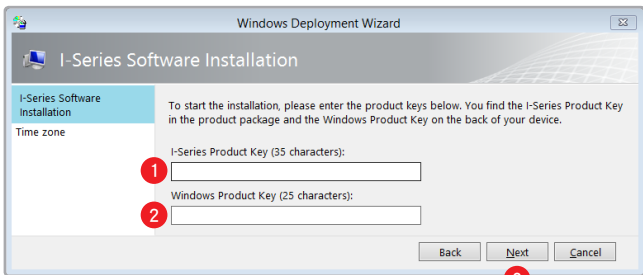 Windows Deployment Wizard
I-Series Software Installation
I-Series Software
Installation
Time zone
To start the installation, please enter the product keys below. You find the I-Series Product Key
in the product package and the Windows Product Key on the back of your device.
I-Series Product Key (35 characters):
1
Windows Product Key (25 characters):
2
Back Next Cancel